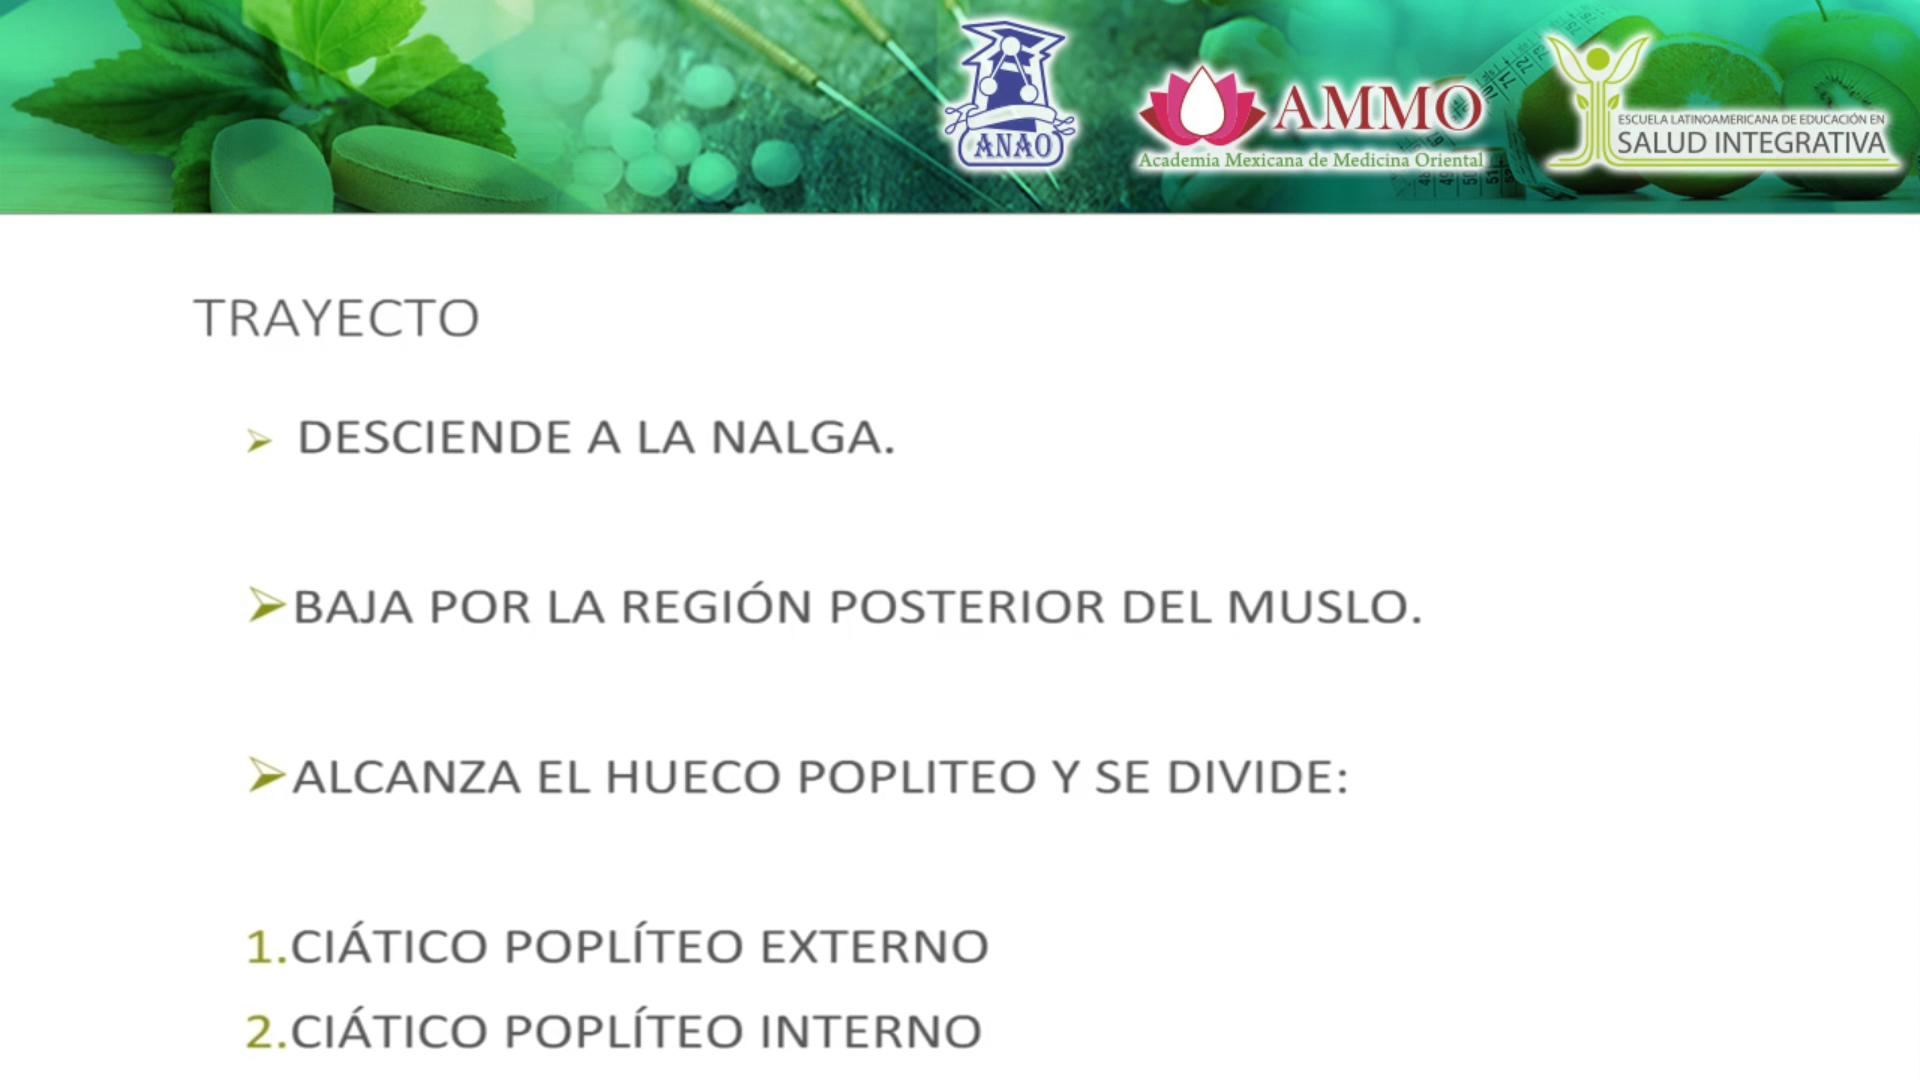 ANAO
AMMO
Academia Mexicana de Medicina Oriental
ESCUELA LATINOAMERICANA DE EDUCACIÓN EN
SALUD INTEGRATIVA
TRAYECTO
➢ DESCIENDE A LA NALGA.
➢BAJA POR LA REGIÓN POSTERIOR DEL MUSLO.
➢ALCANZA EL HUECO POPLITEO Y SE DIVIDE:
1.CIÁTICO POPLÍTEO EXTERNO
2.CIÁTICO POPLÍTEO INTERNO